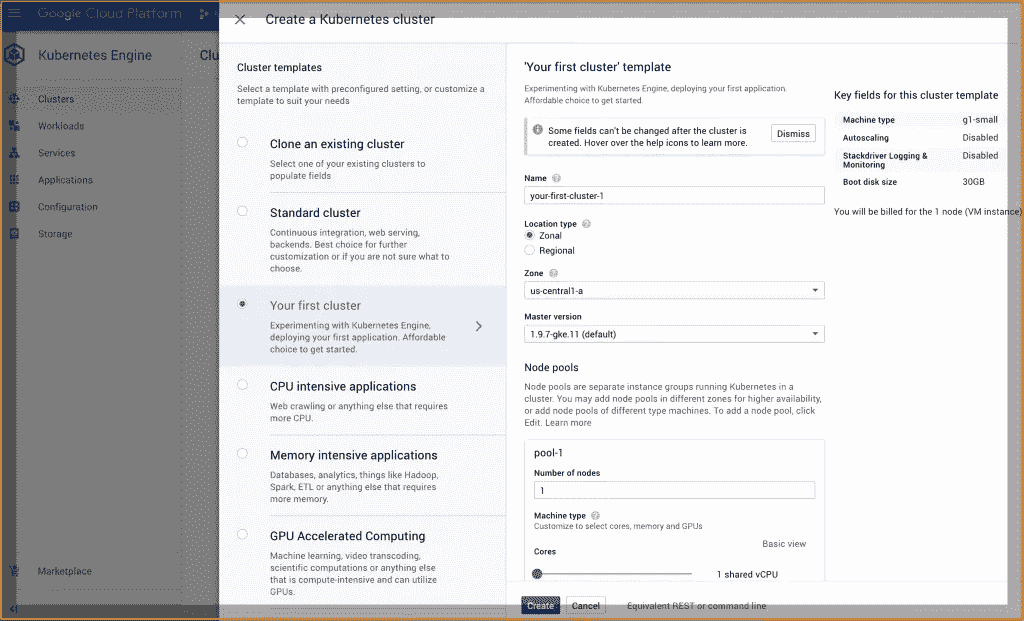 Google Cloud Platform
Kubernetes Engine
Clu
Clusters
Workloads
Services
Applications
Configuration
Storage
Marketplace
Create a Kubernetes cluster
Cluster templates
Select a template with preconfigured setting, or customize a
template to suit your needs
Clone an existing cluster
Select one of your existing clusters to
populate fields
Standard cluster
Continuous integration, web serving,
backends. Best choice for further
customization or if you are not sure what to
choose.
Your first cluster
Experimenting with Kubernetes Engine,
deploying your first application. Affordable
choice to get started.
CPU intensive applications
Web crawling or anything else that requires
more CPU.
Memory intensive applications
Databases, analytics, things like Hadoop,
Spark, ETL or anything else that requires
more memory.
GPU Accelerated Computing
Machine learning, video transcoding,
scientific computations or anything else
that is compute-intensive and can utilize
GPUs.
'Your first cluster' template
Experimenting with Kubernetes Engine, deploying your first application.
Affordable choice to get started.
Some fields can't be changed after the cluster is
created. Hover over the help icons to learn more.
Dismiss
Name
your-first-cluster-1
Location type
Zonal
Regional
Zone
us-central1-a
Master version
1.9.7-gke.11 (default)
Node pools
Node pools are separate instance groups running Kubernetes in a
cluster. You may add node pools in different zones for higher availability,
or add node pools of different type machines. To add a node pool, click
Edit. Learn more
pool-1
Number of nodes
1
Machine type
Customize to select cores, memory and GPUs
Basic view
Cores
1 shared vCPU
Create Cancel Equivalent REST or command line
Key fields for this cluster template
Machine type g1-small
Autoscaling Disabled
Stackdriver Logging & Disabled
Monitoring
Boot disk size 30GB
You will be billed for the 1 node (VM instance)